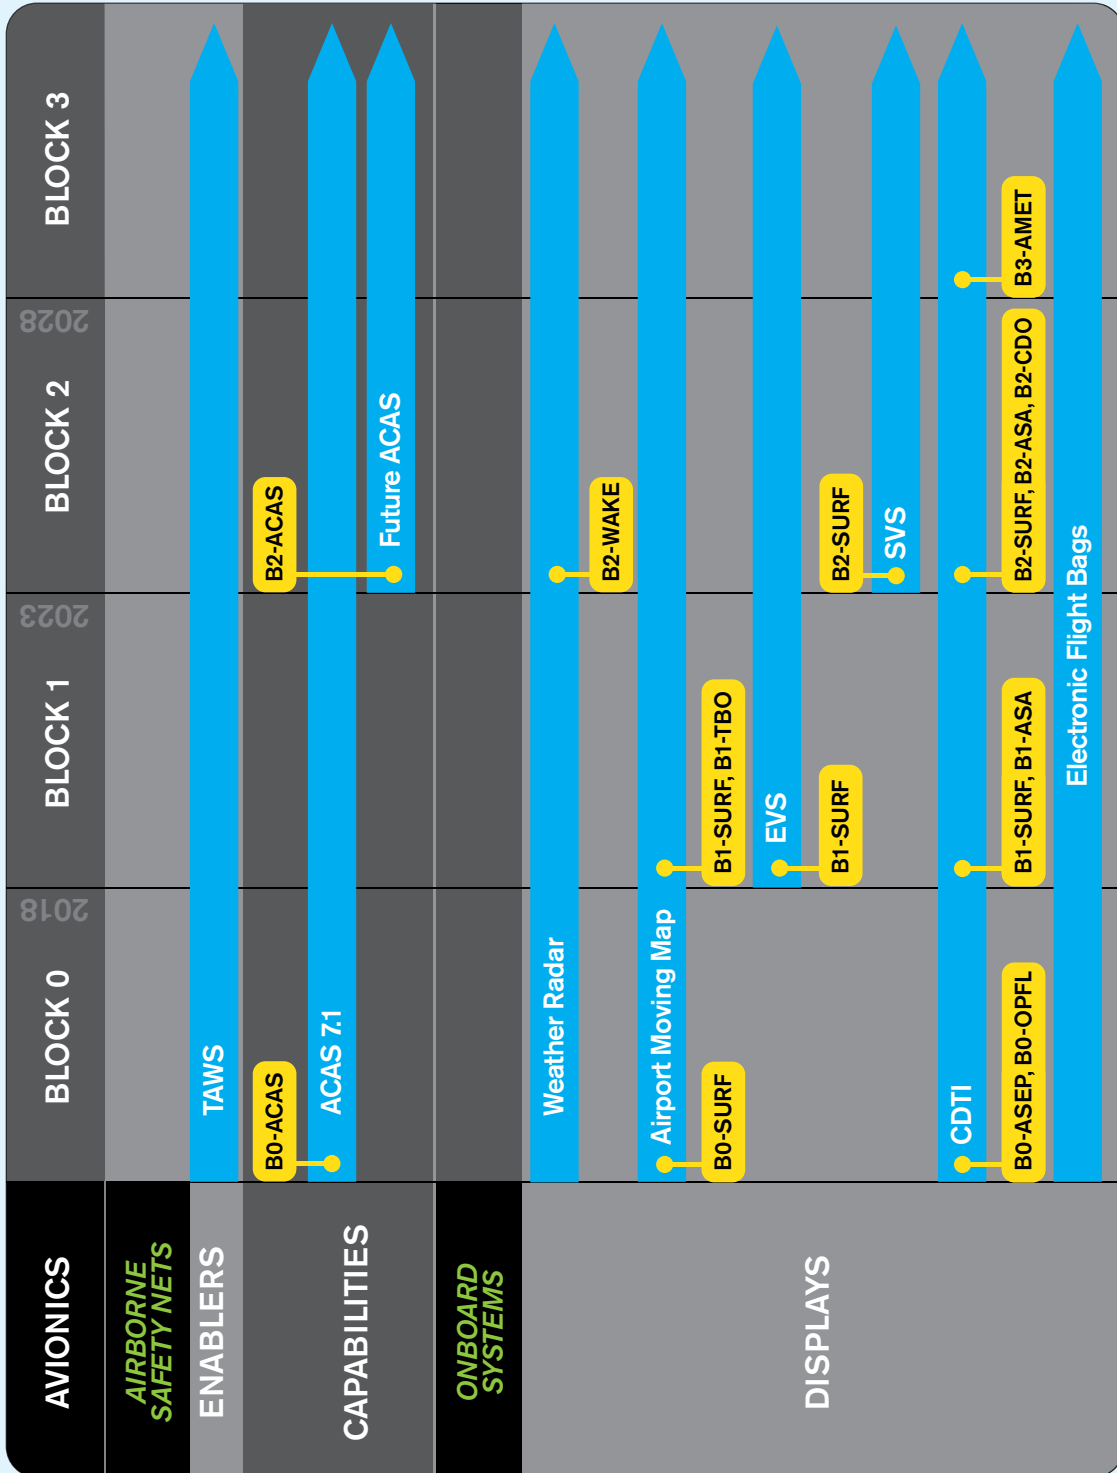 AVIONICS
BLOCK 0
2018
BLOCK 1
2023
BLOCK 2
2028
BLOCK 3
AIRBORNE
SAFETY NETS
ENABLERS
TAWS
CAPABILITIES
B0-ACAS
B2-ACAS
ACAS 7.1
Future ACAS
ONBOARD
SYSTEMS
DISPLAYS
Weather Radar
B2-WAKE
Airport Moving Map
B0-SURF
B1-SURF, B1-TBO
EVS
B1-SURF
B2-SURF
SVS
CDTI
B0-ASEP, B0-OPFL
B1-SURF, B1-ASA
B2-SURF, B2-ASA, B2-CDO
B3-AMET
Electronic Flight Bags